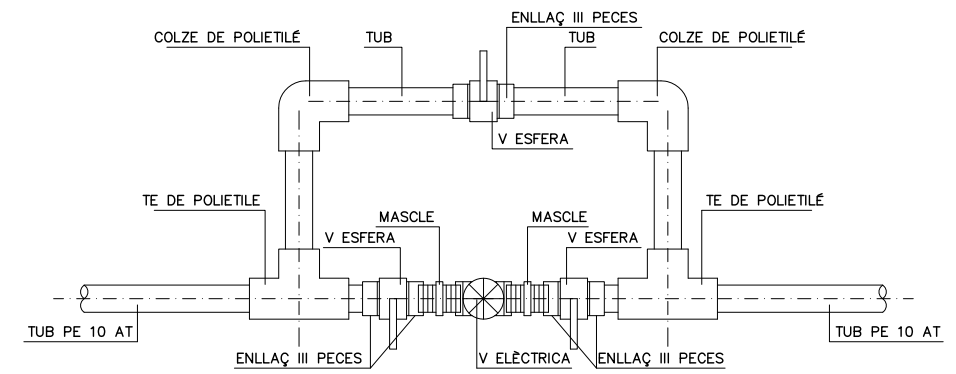 ENLLAÇ III PECES
COLZE DE POLIETILÉ
TUB
TUB
COLZE DE POLIETILÉ
V ESFERA
TE DE POLIETILE
TE DE POLIETILÉ
MASCLE
MASCLE
V ESFERA
V ESFERA
TUB PE 10 AT
TUB PE 10 AT
ENLLAÇ III PECES
V ELÈCTRICA
ENLLAÇ III PECES